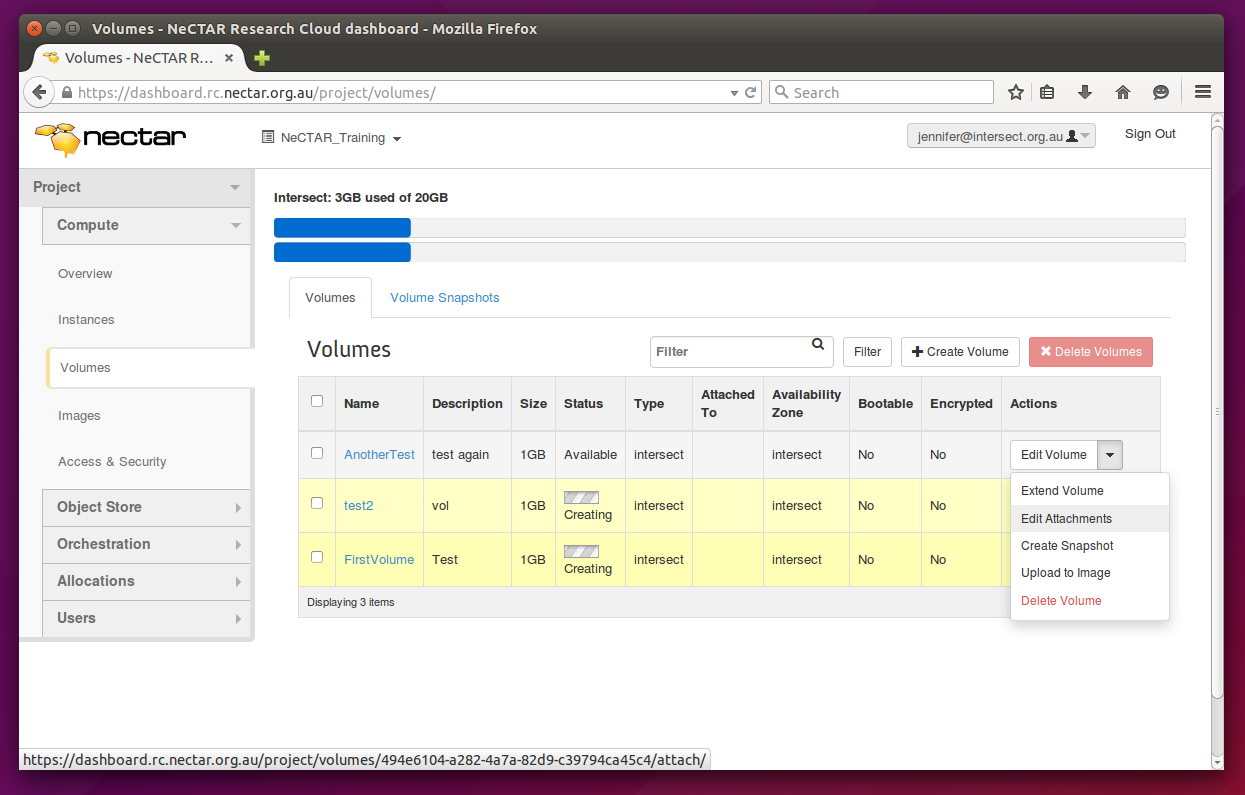 Volumes - NeCTAR Research Cloud dashboard - Mozilla Firefox
Volumes - NeCTAR R...
https://dashboard.rc.nectar.org.au/project/volumes/
Search
nectar
NeCTAR_Training
jennifer@intersect.org.au
Sign Out
Project
Compute
Overview
Instances
Volumes
Images
Access & Security
Object Store
Orchestration
Allocations
Users
Intersect: 3GB used of 20GB
Volumes Volume Snapshots
Volumes
Filter
Filter
Create Volume
Delete Volumes
Name Description Size Status Type Attached To Availability Zone Bootable Encrypted Actions
AnotherTest test again 1GB Available intersect intersect No No Edit Volume
test2 vol 1GB Creating intersect intersect No No
FirstVolume Test 1GB Creating intersect intersect No No
Displaying 3 items
Extend Volume
Edit Attachments
Create Snapshot
Upload to Image
Delete Volume
https://dashboard.rc.nectar.org.au/project/volumes/494e6104-a282-4a7a-82d9-c39794ca45c4/attach/